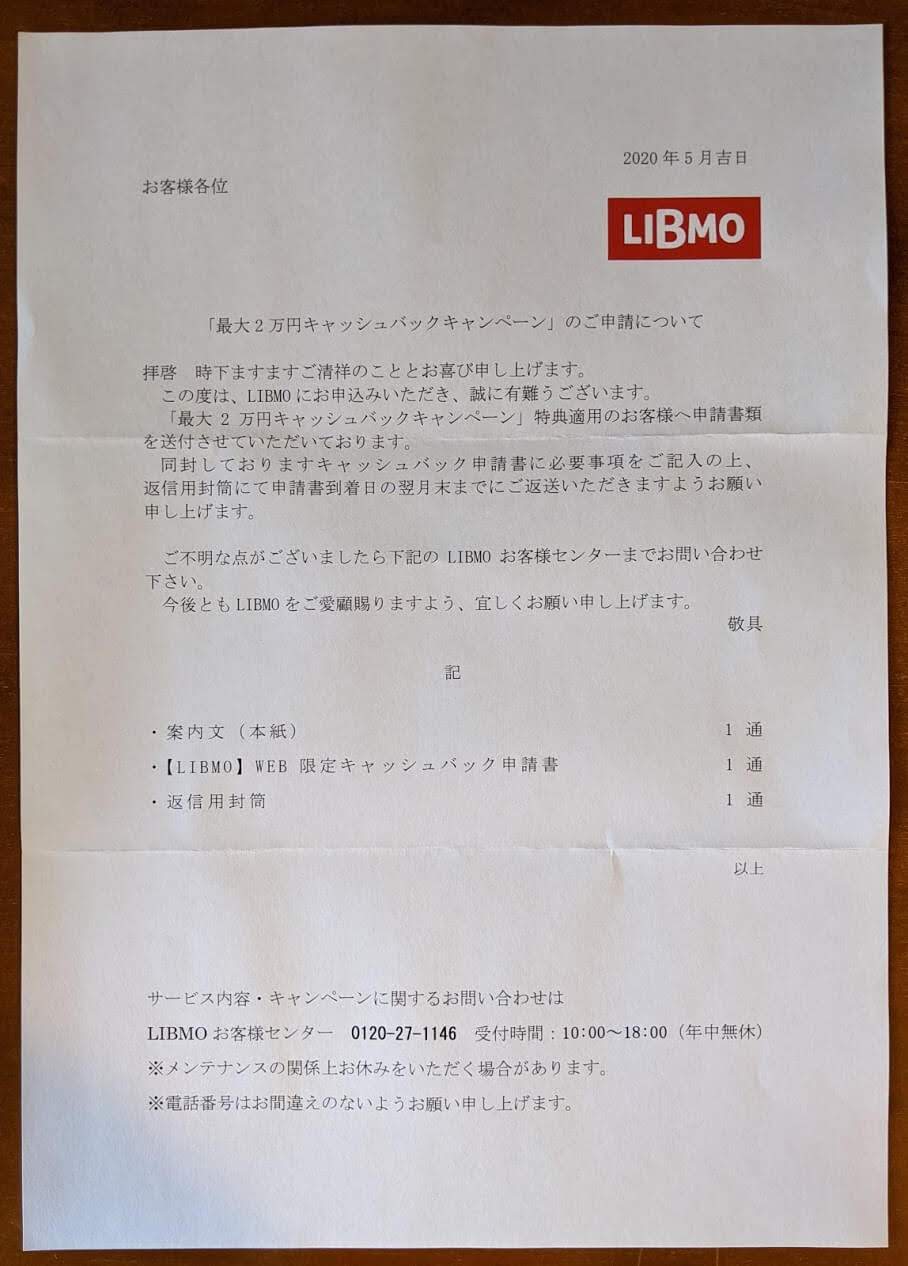 2020年5月吉日
お客様各位
LIBMO
「最大2万円キャッシュバックキャンペーン」のご申請について
拝啓　時下ますますご清祥のこととお喜び申し上げます。
この度は、LIBMOにお申込みいただき、誠に有難うございます。
「最大 2 万円キャッシュバックキャンペーン」特典適用のお客様へ申請書類
を送付させていただいております。
同封しておりますキャッシュバック申請書に必要事項をご記入の上、
返信用封筒にて申請書到着日の翌月末までにご返送いただきますようお願い
申し上げます。
ご不明な点がございましたら下記の LIBMO お客様センターまでお問い合わせ
下さい。
今後ともLIBMOをご愛顧賜りますよう、宜しくお願い申し上げます。
敬具
記
・案内文（本紙） 1 通
・【LIBMO】WEB 限定キャッシュバック申請書 1 通
・返信用封筒 1 通
以上
サービス内容・キャンペーンに関するお問い合わせは
LIBMO お客様センター　0120-27-1146　受付時間：10:00～18:00（年中無休）
※メンテナンスの関係上お休みをいただく場合があります。
※電話番号はお間違えのないようお願い申し上げます。